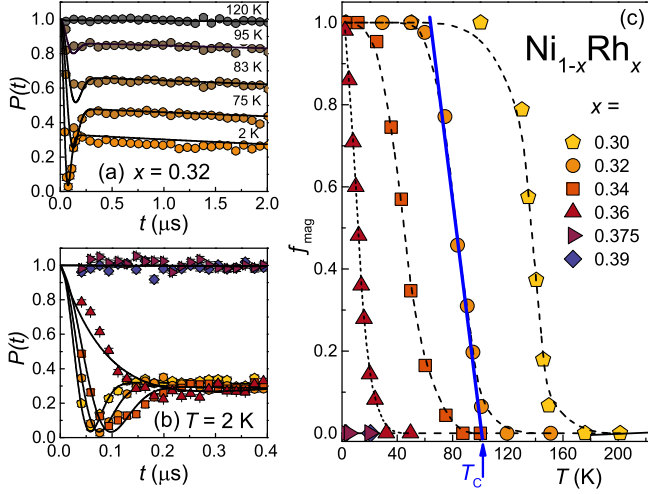 P(t)
1.0
0.8
0.6
0.4
0.2
0.0
120 K
95 K
83 K
75 K
2 K
(a) x = 0.32
0.0 0.5 1.0 1.5 2.0
t (μs)
P(t)
1.0
0.8
0.6
0.4
0.2
0.0
(b) T = 2 K
0.0 0.1 0.2 0.3 0.4
t (μs)
(c)
Ni1-xRhx
x =
0.30
0.32
0.34
0.36
0.375
0.39
fmag
1.0
0.8
0.6
0.4
0.2
0.0
0 40 80 120 160 200
TC
T (K)